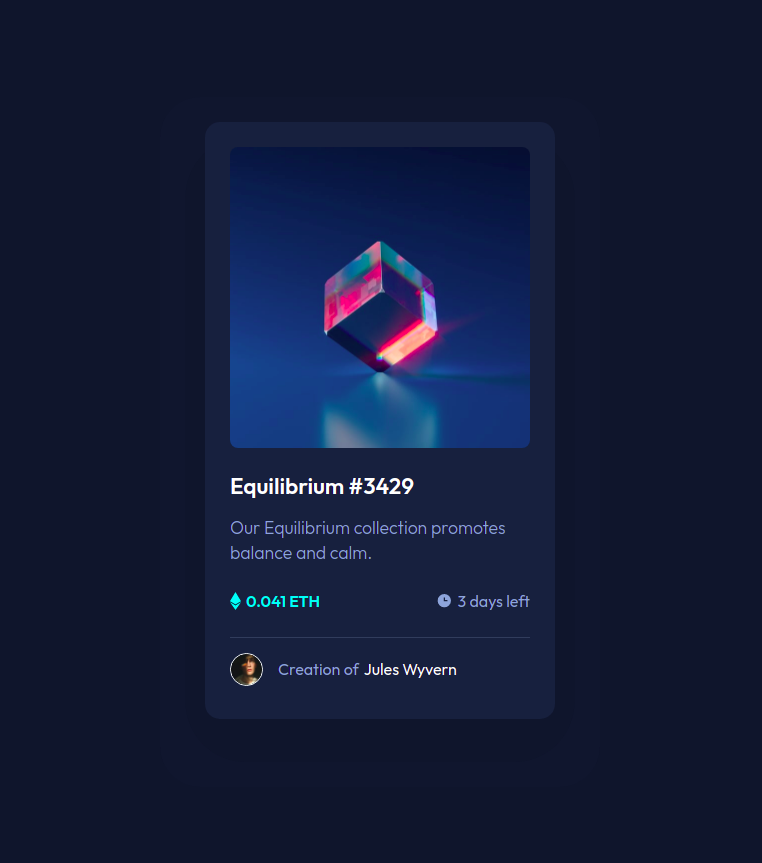 Equilibrium #3429
Our Equilibrium collection promotes
balance and calm.
0.041 ETH
3 days left
Creation of Jules Wyvern